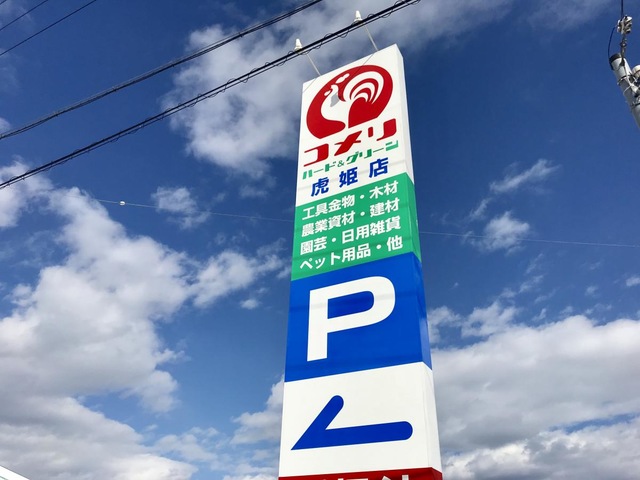 コメリ
ハード&グリーン
虎姫店
工具金物・木材
農業資材・建材
園芸・日用雑貨
ペット用品・他
P